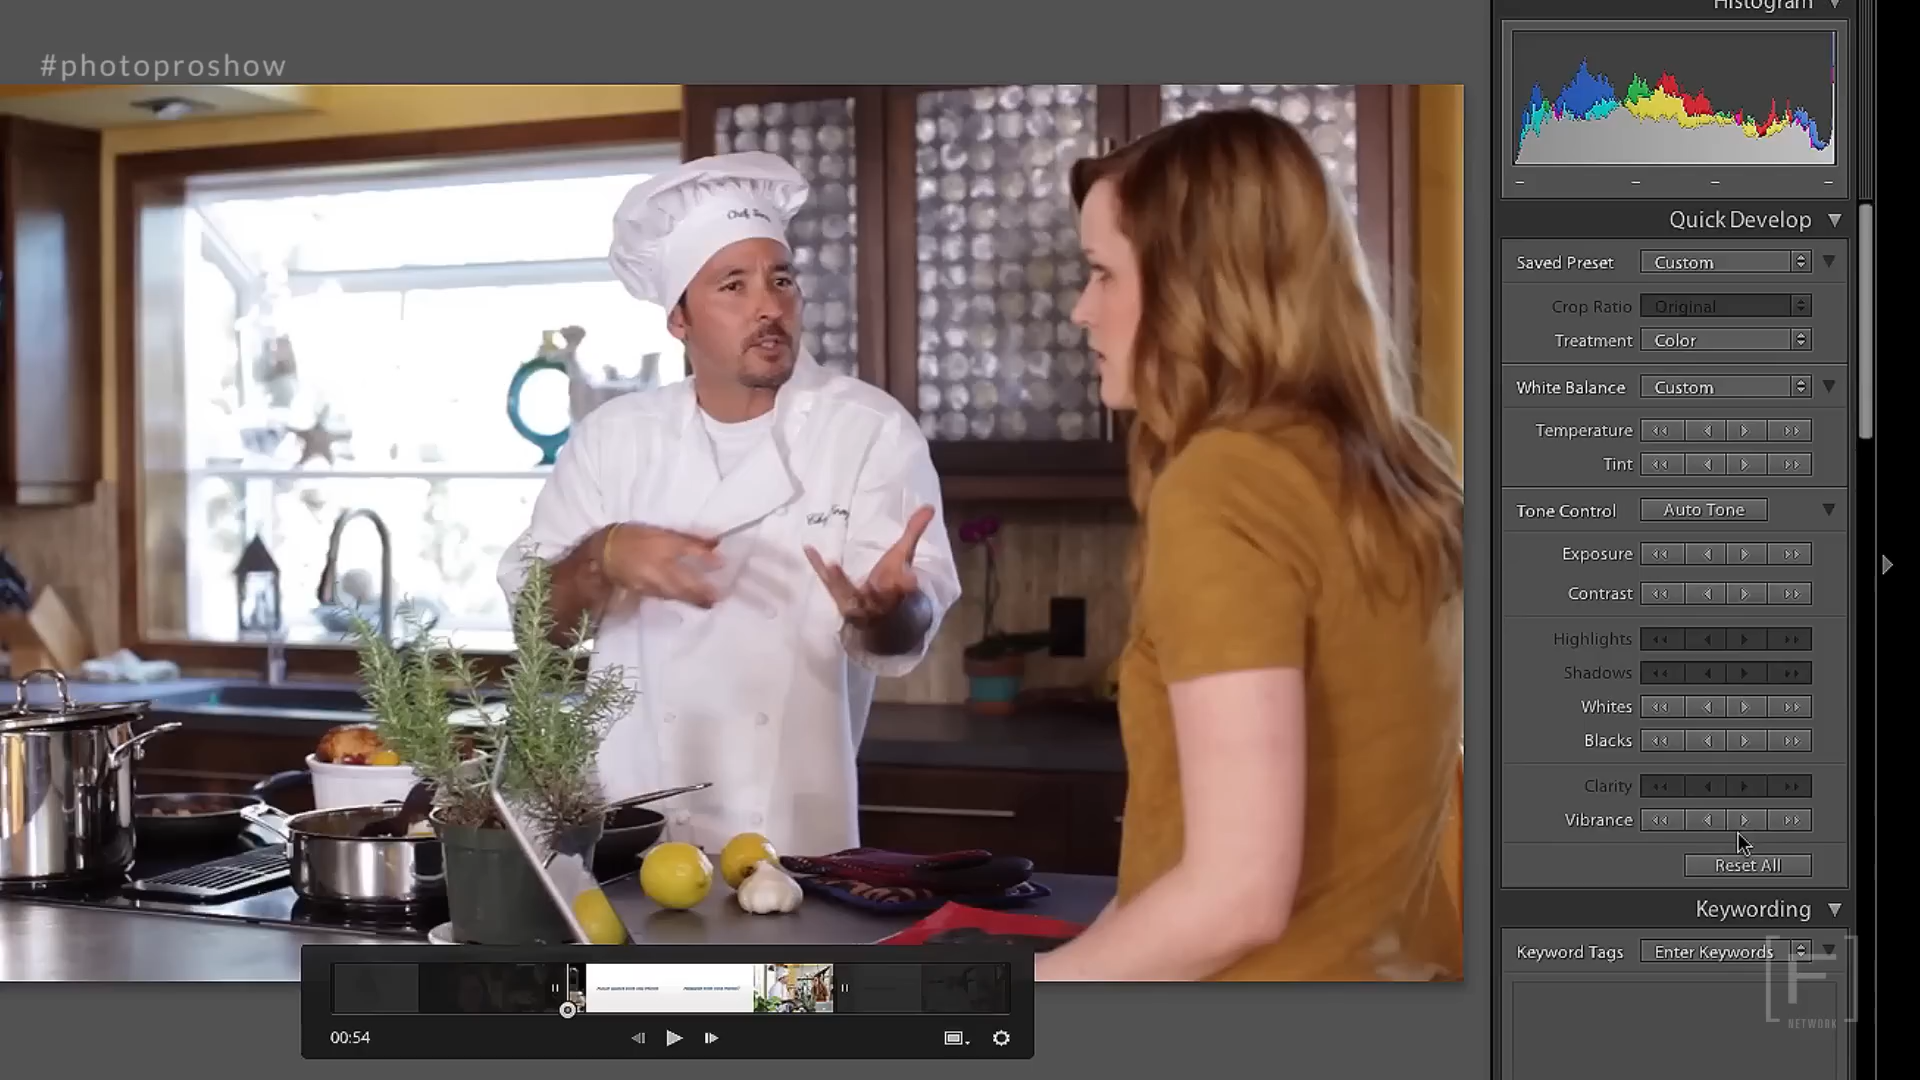 #photoproshow
Histogram
Quick Develop
Saved Preset Custom
Crop Ratio Original
Treatment Color
White Balance Custom
Temperature
Tint
Tone Control Auto Tone
Exposure
Contrast
Highlights
Shadows
Whites
Blacks
Clarity
Vibrance
Reset All
Keywording
Keyword Tags Enter Keywords
F
NETWORK
Chef
00:54